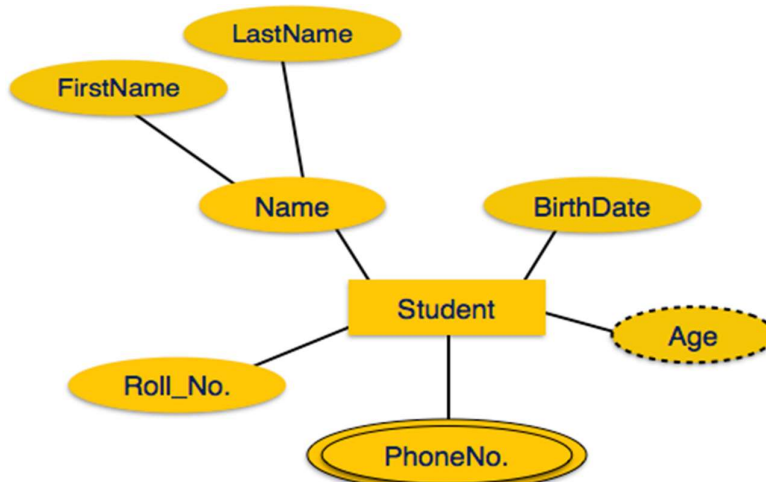 LastName
FirstName
Name
BirthDate
Student
Age
Roll_No.
PhoneNo.